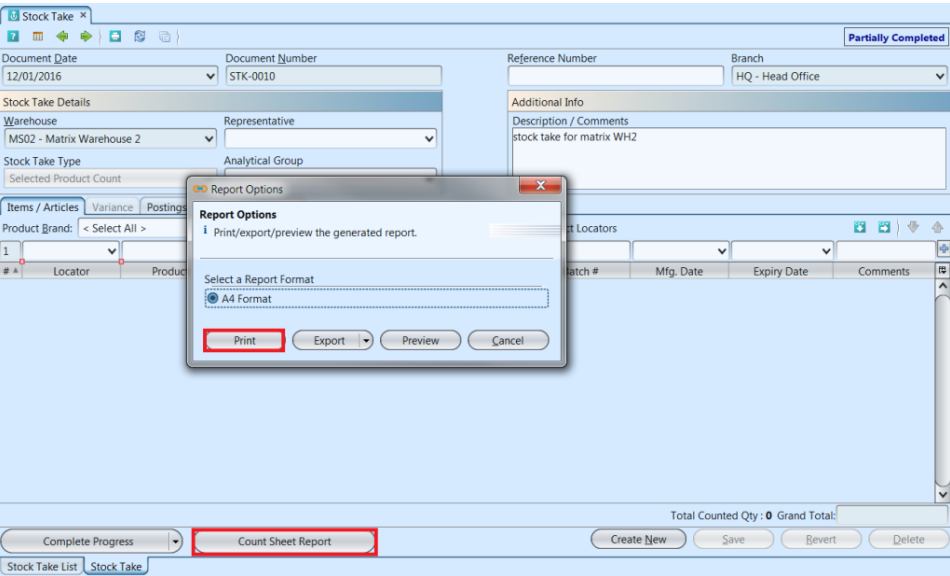 Stock Take ×
Partially Completed
Document Date
Document Number
Reference Number
Branch
12/01/2016
STK-0010
HQ - Head Office
Stock Take Details
Additional Info
Warehouse
Representative
Description / Comments
MS02 - Matrix Warehouse 2
stock take for matrix WH2
Stock Take Type
Analytical Group
Selected Product Count
Report Options
Items / Articles
Variance
Postings
Report Options
Print/export/preview the generated report.
Product Brand:
< Select All >
ct Locators
1
# Locator
Produc
atch #
Mfg. Date
Expiry Date
Comments
Select a Report Format
A4 Format
Print
Export
Preview
Cancel
Total Counted Qty : 0 Grand Total:
Complete Progress
Count Sheet Report
Create New
Save
Revert
Delete
Stock Take List
Stock Take